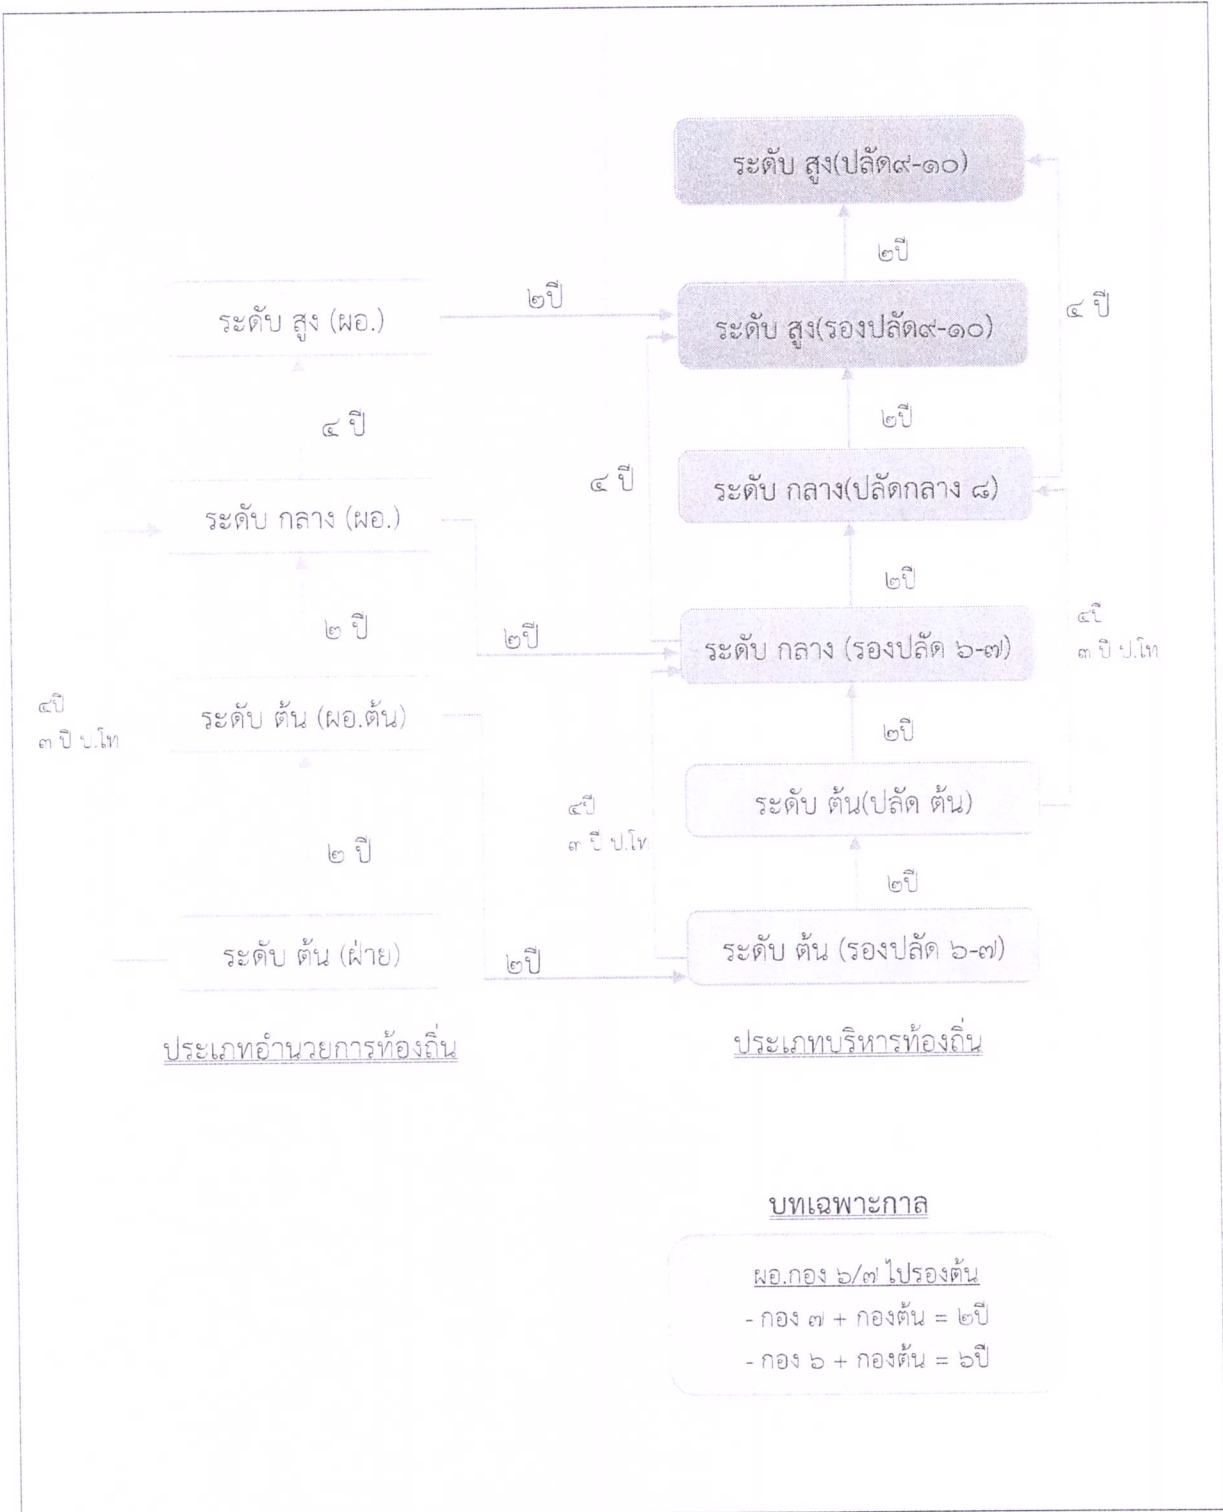 ระดับ สูง(ปลัด๙-๑๐)
๒ปี
ระดับ สูง (ผอ.)
๒ปี
ระดับ สูง(รองปลัด๙-๑๐)
๔ ปี
๔ ปี
๒ปี
๔ ปี
ระดับ กลาง(ปลัดกลาง ๘)
ระดับ กลาง (ผอ.)
๒ปี
๒ ปี
๒ปี
ระดับ กลาง (รองปลัด ๖-๗)
๔ปี
๓ ปี ป.โท
๔ปี
๓ ปี ป.โท
ระดับ ต้น (ผอ.ต้น)
๒ปี
ระดับ ต้น(ปลัด ต้น)
๔ปี
๓ ปี ป.โท
๒ ปี
๒ปี
ระดับ ต้น (ฝ่าย)
๒ปี
ระดับ ต้น (รองปลัด ๖-๗)
ประเภทอำนวยการท้องถิ่น
ประเภทบริหารท้องถิ่น
บทเฉพาะกาล
ผอ.กอง ๖/๗ ไปรองต้น
- กอง ๗ + กองต้น = ๒ปี
- กอง ๖ + กองต้น = ๖ปี